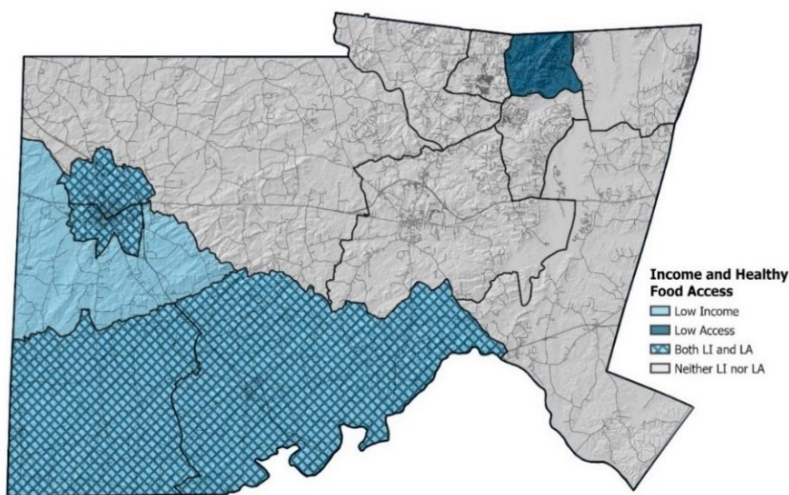 Income and Healthy
Food Access
Low Income
Low Access
Both LI and LA
Neither LI nor LA